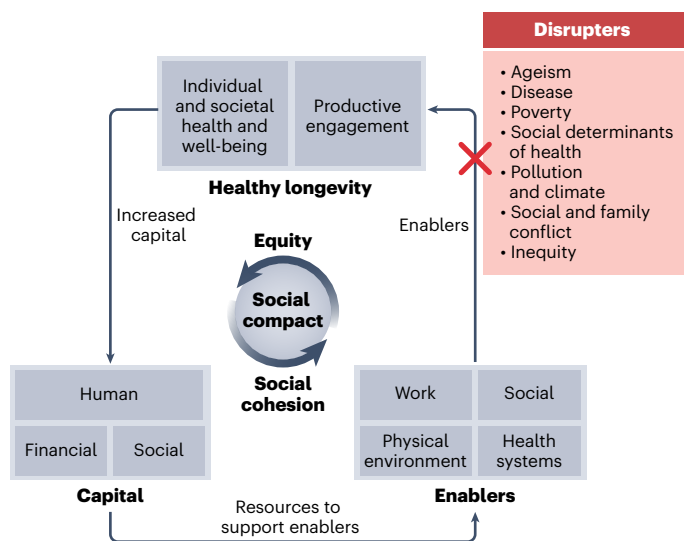 Disrupters
• Ageism
• Disease
• Poverty
• Social determinants
of health
• Pollution
and climate
• Social and family
conflict
• Inequity
Individual
and societal
health and
well-being
Productive
engagement
Healthy longevity
Increased
capital
Enablers
Equity
Social
compact
Social
cohesion
Human
Financial
Social
Capital
Work
Social
Physical
environment
Health
systems
Enablers
Resources to
support enablers